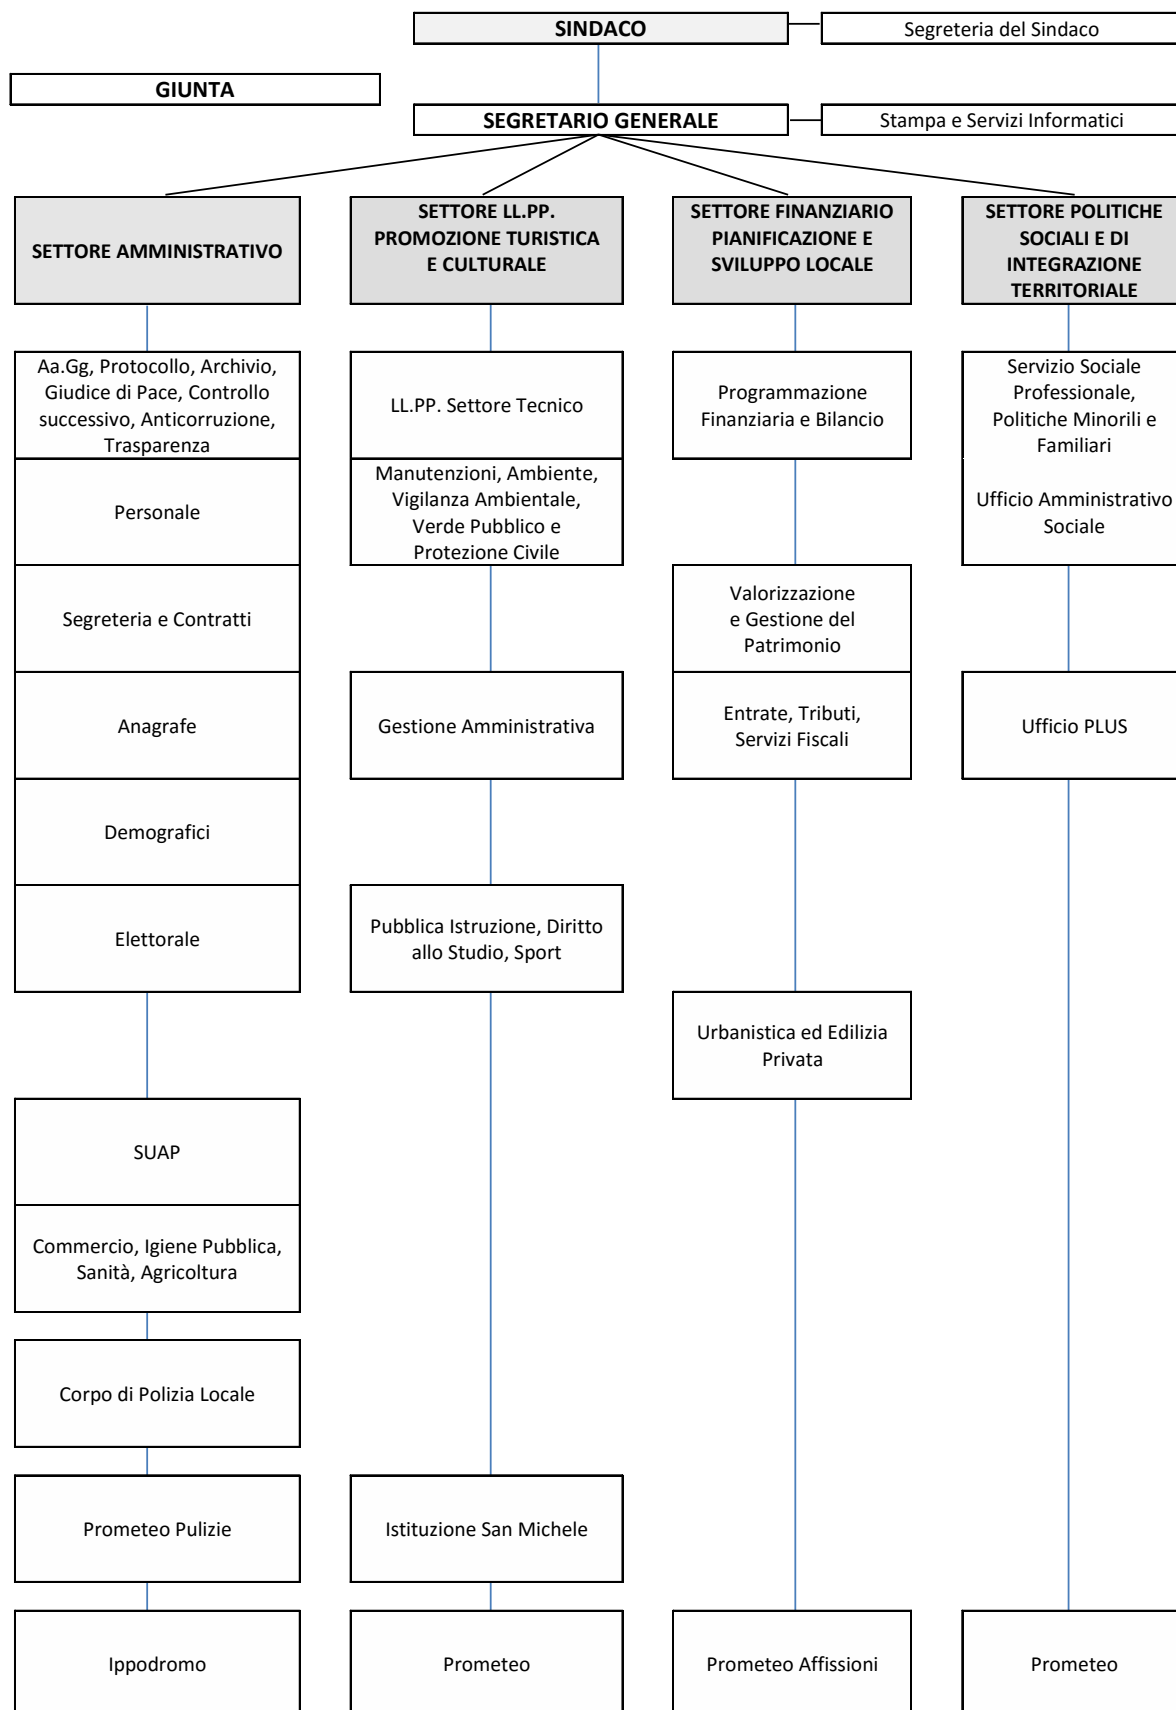 SINDACO
Segreteria del Sindaco
GIUNTA
SEGRETARIO GENERALE
Stampa e Servizi Informatici
SETTORE AMMINISTRATIVO
SETTORE LL.PP.
PROMOZIONE TURISTICA
E CULTURALE
SETTORE FINANZIARIO
PIANIFICAZIONE E
SVILUPPO LOCALE
SETTORE POLITICHE
SOCIALI E DI
INTEGRAZIONE
TERRITORIALE
Aa.Gg, Protocollo, Archivio,
Giudice di Pace, Controllo
successivo, Anticorruzione,
Trasparenza
LL.PP. Settore Tecnico
Programmazione
Finanziaria e Bilancio
Servizio Sociale
Professionale,
Politiche Minorili e
Familiari
Personale
Manutenzioni, Ambiente,
Vigilanza Ambientale,
Verde Pubblico e
Protezione Civile
Ufficio Amministrativo
Sociale
Segreteria e Contratti
Valorizzazione
e Gestione del
Patrimonio
Anagrafe
Gestione Amministrativa
Entrate, Tributi,
Servizi Fiscali
Ufficio PLUS
Demografici
Elettorale
Pubblica Istruzione, Diritto
allo Studio, Sport
Urbanistica ed Edilizia
Privata
SUAP
Commercio, Igiene Pubblica,
Sanità, Agricoltura
Corpo di Polizia Locale
Prometeo Pulizie
Istituzione San Michele
Ippodromo
Prometeo
Prometeo Affissioni
Prometeo